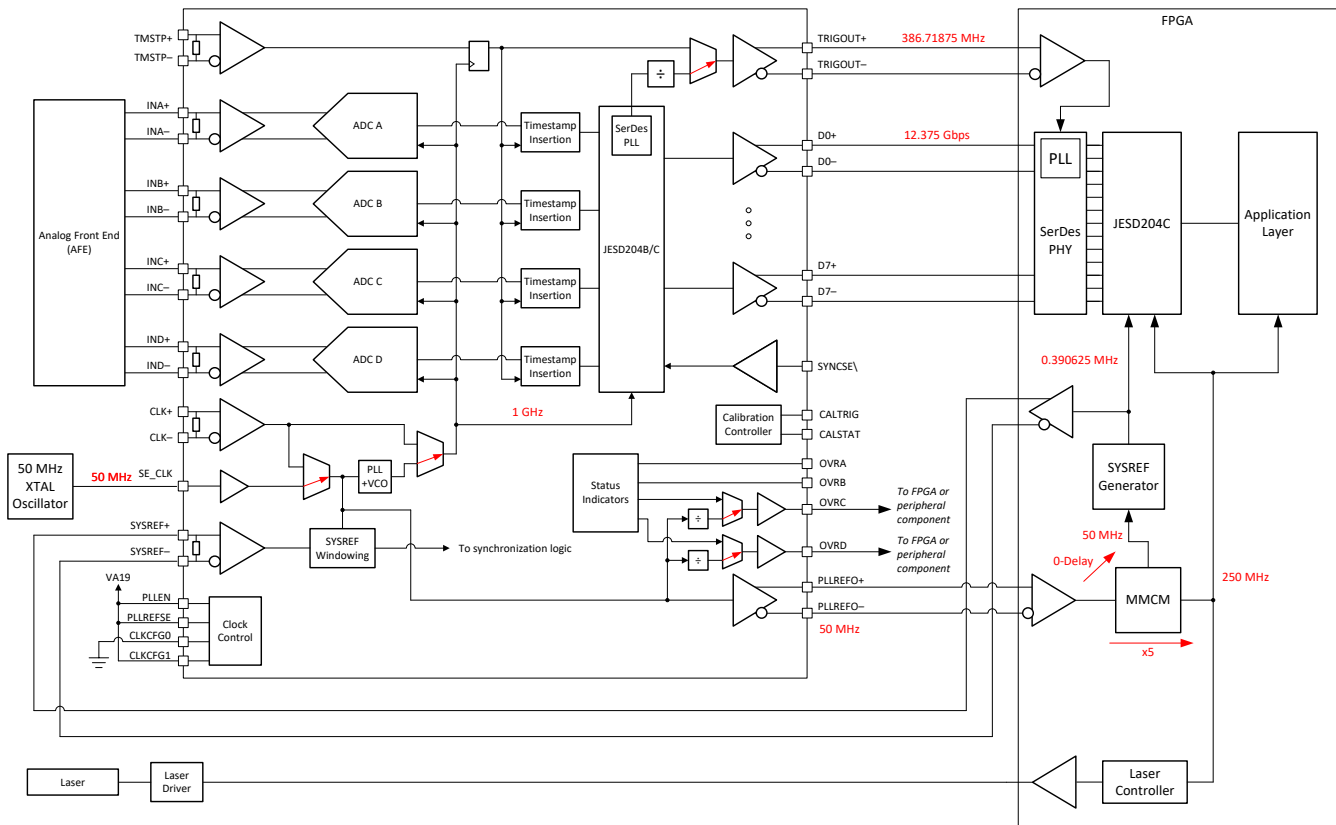 FPGA
TMSTP+
TMSTP–
TRIGOUT+
TRIGOUT–
386.71875 MHz
÷
Analog Front End
(AFE)
INA+
INA–
ADC A
Timestamp
Insertion
SerDes
PLL
D0+
D0–
12.375 Gbps
PLL
SerDes
PHY
JESD204C
Application
Layer
INB+
INB–
ADC B
Timestamp
Insertion
JESD204B/C
INC+
INC–
ADC C
Timestamp
Insertion
D7+
D7–
IND+
IND–
ADC D
Timestamp
Insertion
SYNCSE\
0.390625 MHz
CLK+
CLK–
1 GHz
Calibration
Controller
CALTRIG
CALSTAT
50 MHz
XTAL
Oscillator
50 MHz
SE_CLK
PLL
+VCO
Status
Indicators
OVRA
OVRB
OVRC
÷
To FPGA or
peripheral
component
SYSREF
Generator
SYSREF+
SYSREF–
SYSREF
Windowing
To synchronization logic
OVRD
÷
To FPGA or
peripheral
component
50 MHz
0-Delay
VA19
PLLEN
PLLREFSE
CLKCFG0
CLKCFG1
Clock
Control
PLLREFO+
PLLREFO–
50 MHz
MMCM
250 MHz
x5
Laser
Laser
Driver
Laser
Controller